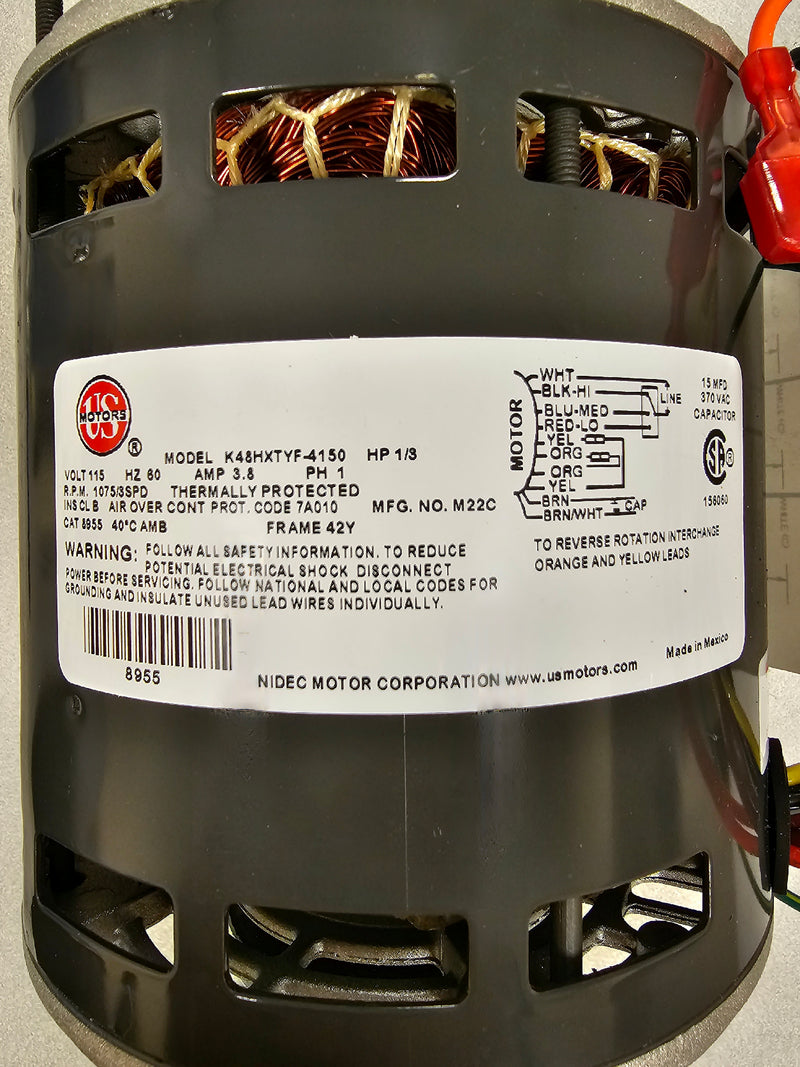 US
MOTORS
®
MODEL K48HXTYF-4150 HP 1/3
VOLT 115 HZ 60 AMP 3.8 PH 1
R.P.M. 1075/3SPD THERMALLY PROTECTED
INS CL B AIR OVER CONT PROT. CODE 7A010 MFG. NO. M22C
CAT 8955 40°C AMB FRAME 42Y
WARNING: FOLLOW ALL SAFETY INFORMATION. TO REDUCE
POTENTIAL ELECTRICAL SHOCK DISCONNECT
POWER BEFORE SERVICING. FOLLOW NATIONAL AND LOCAL CODES FOR
GROUNDING AND INSULATE UNUSED LEAD WIRES INDIVIDUALLY.
8955
NIDEC MOTOR CORPORATION www.usmotors.com
MOTOR
WHT
BLK-HI
LINE
BLU-MED
RED-LO
YEL
ORG
ORG
YEL
BRN
CAP
BRN/WHT
15 MFD
370 VAC
CAPACITOR
SA ®
156060
TO REVERSE ROTATION INTERCHANGE
ORANGE AND YELLOW LEADS
Made in Mexico